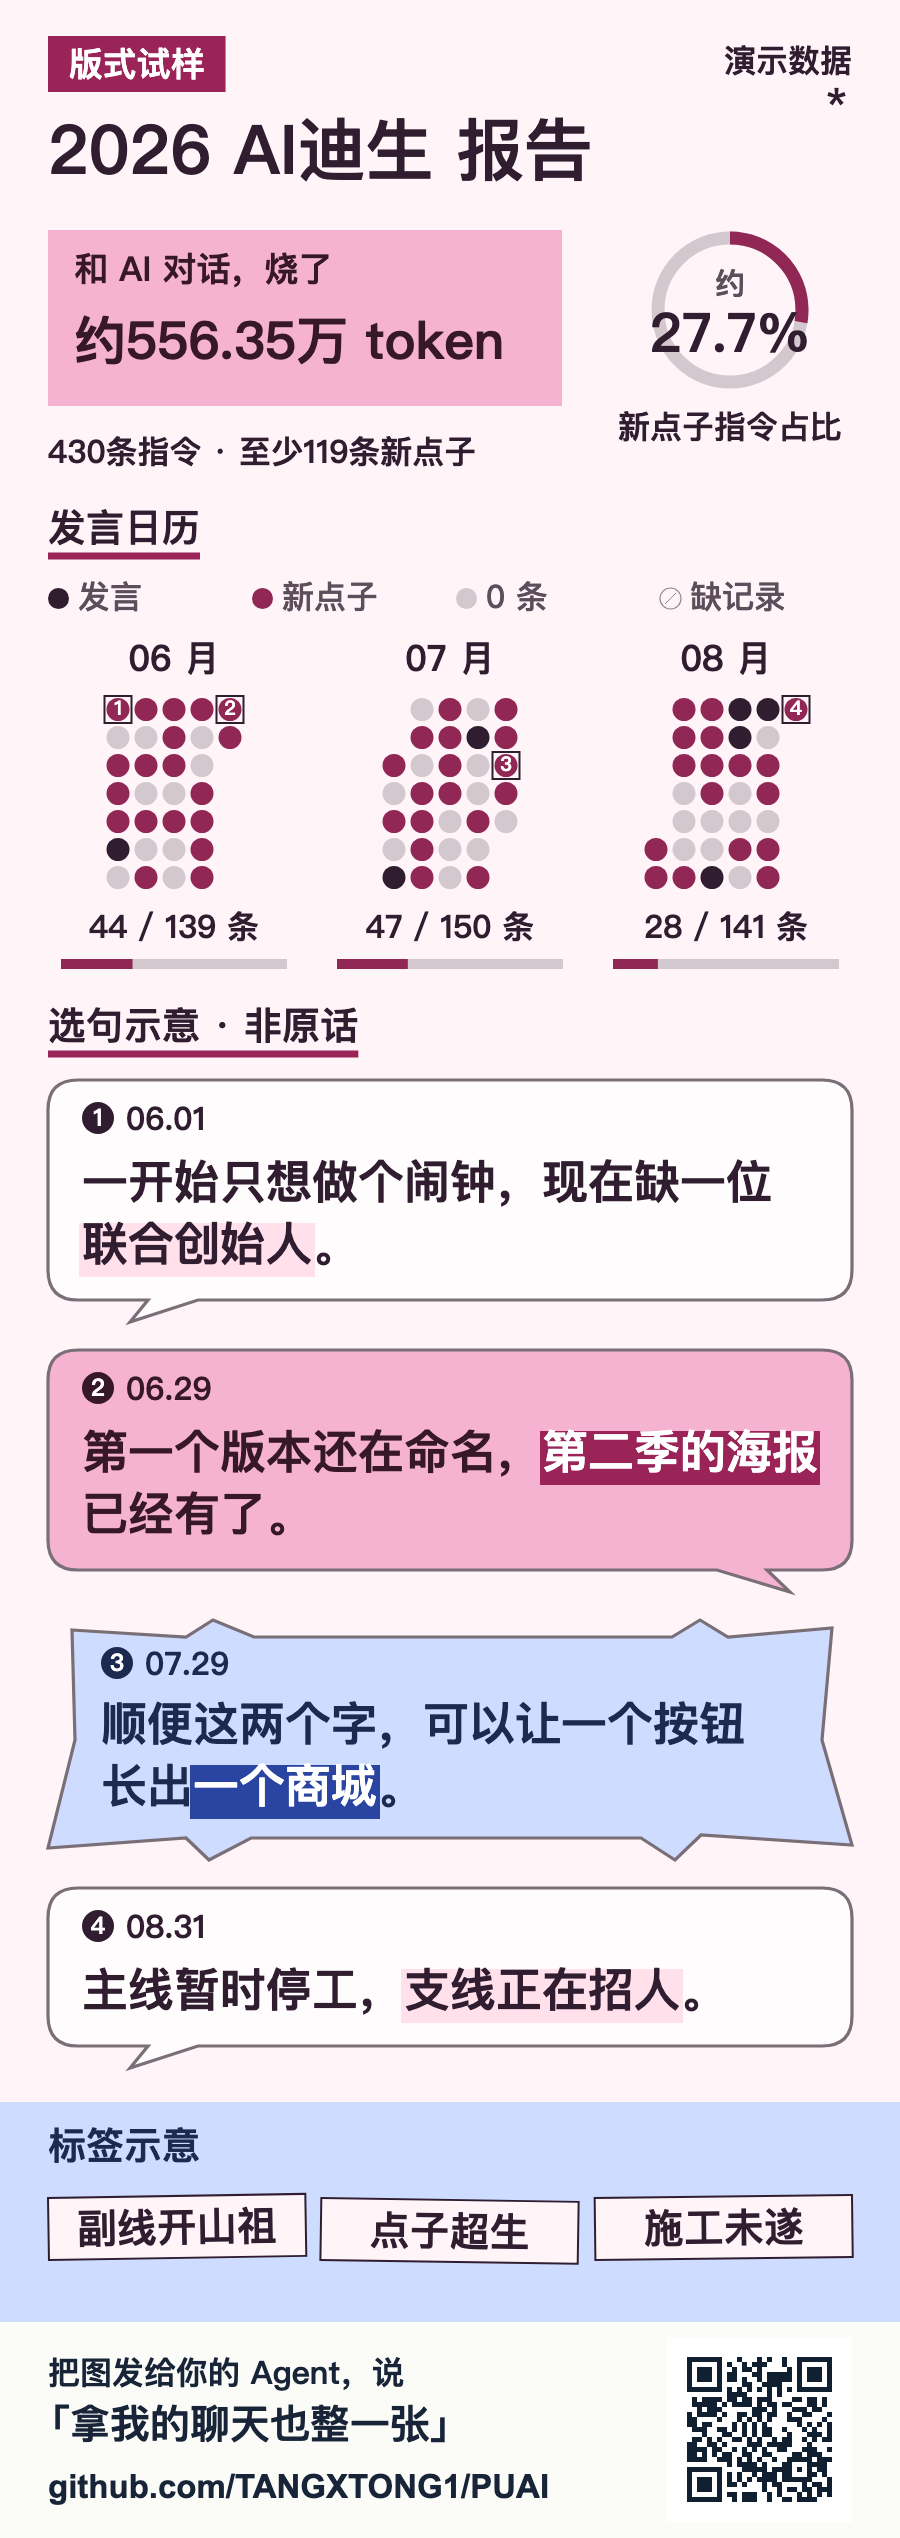 版式试样
演示数据
*
2026 AI迪生 报告
和 AI 对话，烧了
约556.35万 token
约
27.7%
新点子指令占比
430条指令 · 至少119条新点子
发言日历
发言
新点子
0 条
缺记录
06 月
07 月
08 月
1
2
3
4
44 / 139 条
47 / 150 条
28 / 141 条
选句示意 · 非原话
1 06.01
一开始只想做个闹钟，现在缺一位
联合创始人。
2 06.29
第一个版本还在命名，第二季的海报
已经有了。
3 07.29
顺便这两个字，可以让一个按钮
长出一个商城。
4 08.31
主线暂时停工，支线正在招人。
标签示意
副线开山祖
点子超生
施工未遂
把图发给你的 Agent，说
「拿我的聊天也整一张」
github.com/TANGXTONG1/PUAI